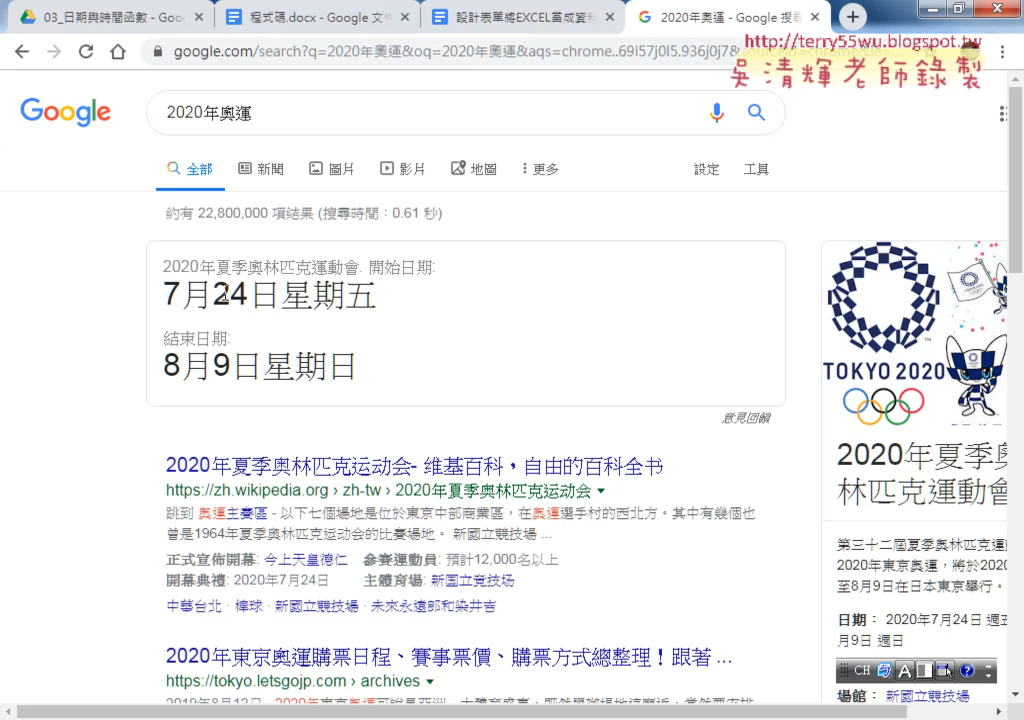 03_日期與時間函數 - Goo
程式碼.docx - Google 文件
設計表單將EXCEL當成資料
2020年奧運 - Google 搜尋
google.com/search?q=2020年奧運&oq=2020年奧運&aqs=chrome..69i57j0l5.936j0j7&
http://terry55wu.blogspot.tw
吳清輝老師錄製
Google
2020年奧運
全部
新聞
圖片
影片
地圖
更多
設定
工具
約有 22,800,000 項結果 (搜尋時間：0.61 秒)
2020年夏季奧林匹克運動會. 開始日期:
7月24日星期五
結束日期:
8月9日星期日
意見回饋
2020年夏季奥林匹克运动会- 维基百科，自由的百科全书
https://zh.wikipedia.org › zh-tw › 2020年夏季奥林匹克运动会
跳到 奧運主賽區 - 以下七個場地是位於東京中部商業區，在奧運選手村的西北方。其中有幾個也
曾是1964年夏季奧林匹克运动会的比賽場地。 新國立競技場 ...
正式宣佈開幕: 今上天皇德仁 參賽運動員: 預計12,000名以上
開幕典禮: 2020年7月24日 主體育場: 新国立竞技场
中華台北 · 棒球 · 新國立競技場 · 未來永遠郎和染井吉
2020年東京奧運購票日程、賽事票價、購票方式總整理！跟著 ...
https://tokyo.letsgojp.com › archives
TOKYO 2020
2020年夏季奧
林匹克運動會
第三十二屆夏季奧林匹克運
2020年東京奧運，將於2020
至8月9日在日本東京舉行。
日期： 2020年7月24日 週五
月9日 週日
CH
場館： 新國立競技場